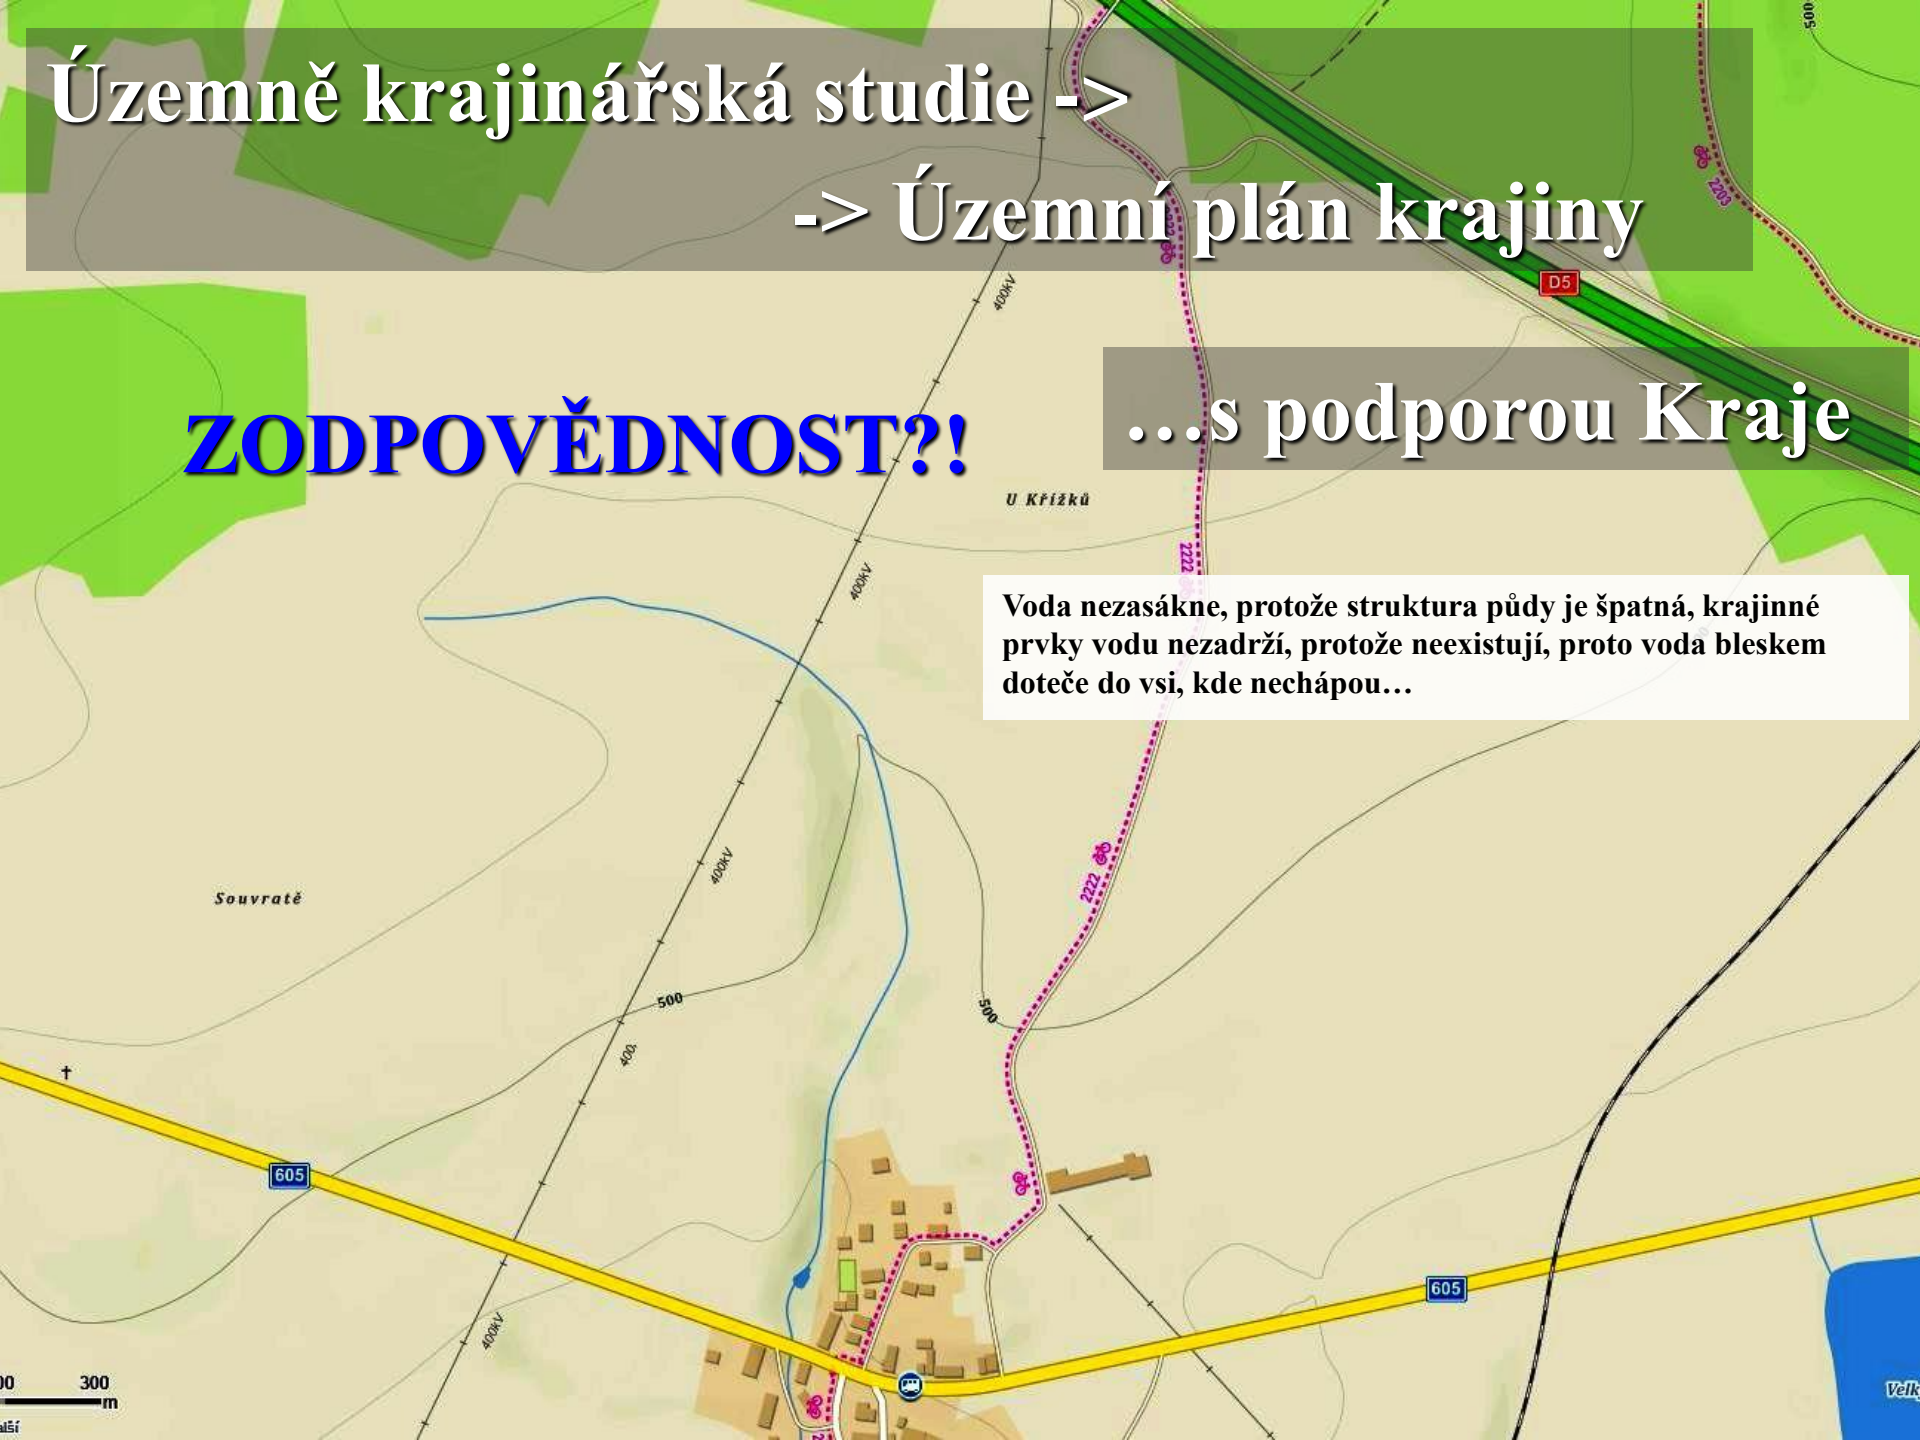 Územně krajinářská studie ->
-> Územní plán krajiny
…s podporou Kraje
ZODPOVĚDNOST?!
Voda nezasákne, protože struktura půdy je špatná, krajinné
prvky vodu nezadrží, protože neexistují, proto voda bleskem
doteče do vsi, kde nechápou…
500
2203
D5
400kV
U Křížků
2222
400kV
400kV
2222
Souvratě
500
500
400
605
605
400kV
300
m